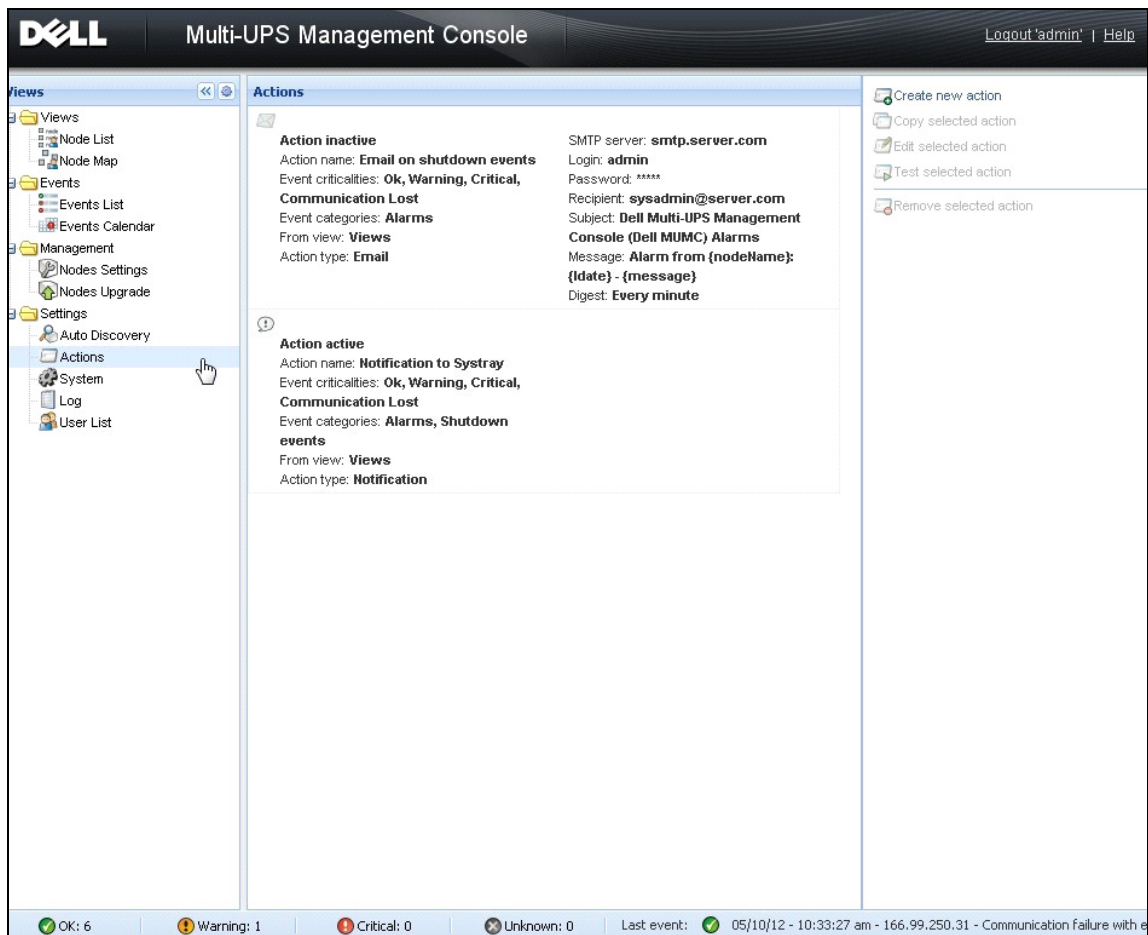 DELL
Multi-UPS Management Console
Logout 'admin' | Help
Views
Views
Node List
Node Map
Events
Events List
Events Calendar
Management
Nodes Settings
Nodes Upgrade
Settings
Auto Discovery
Actions
System
Log
User List
Actions
Action inactive
Action name: Email on shutdown events
Event criticalities: Ok, Warning, Critical,
Communication Lost
Event categories: Alarms
From view: Views
Action type: Email
SMTP server: smtp.server.com
Login: admin
Password: *****
Recipient: sysadmin@server.com
Subject: Dell Multi-UPS Management
Console (Dell MUMC) Alarms
Message: Alarm from {nodeName}:
{ldate} - {message}
Digest: Every minute
Action active
Action name: Notification to Systray
Event criticalities: Ok, Warning, Critical,
Communication Lost
Event categories: Alarms, Shutdown
events
From view: Views
Action type: Notification
Create new action
Copy selected action
Edit selected action
Test selected action
Remove selected action
OK: 6
Warning: 1
Critical: 0
Unknown: 0
Last event: 05/10/12 - 10:33:27 am - 166.99.250.31 - Communication failure with e